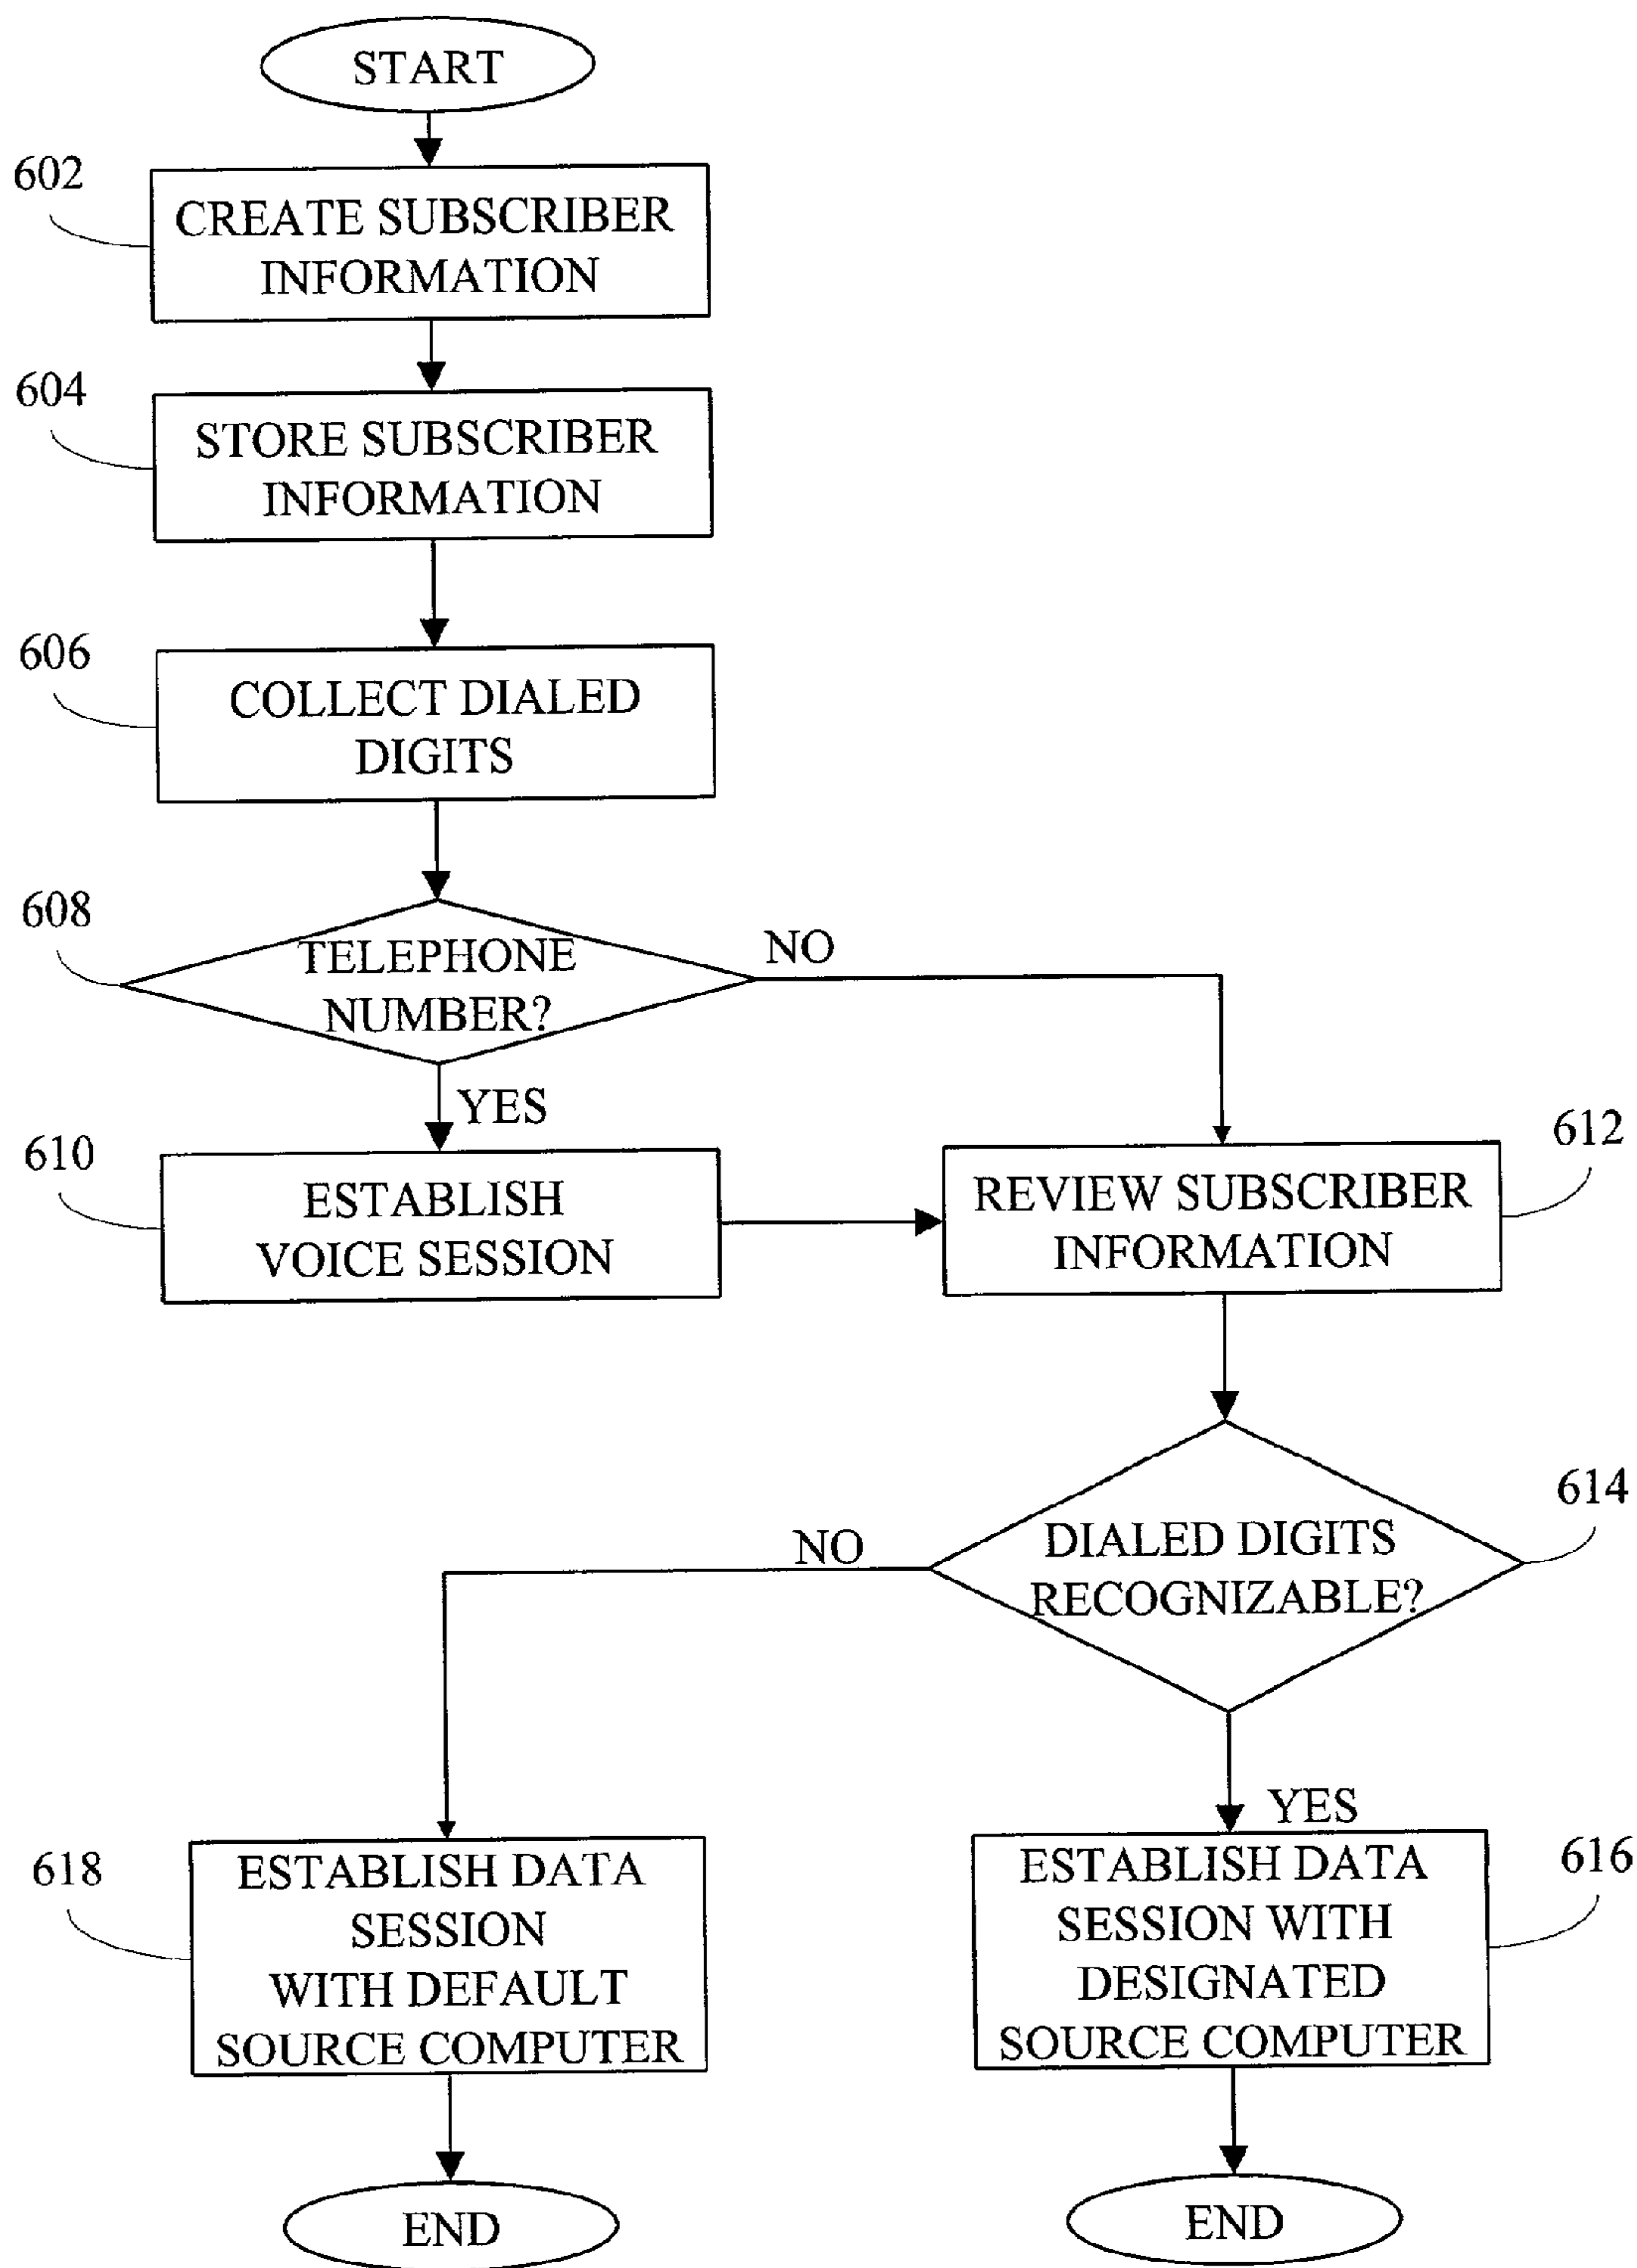 START
602
CREATE SUBSCRIBER
INFORMATION
604
STORE SUBSCRIBER
INFORMATION
606
COLLECT DIALED
DIGITS
608
TELEPHONE
NUMBER?
NO
YES
610
ESTABLISH
VOICE SESSION
612
REVIEW SUBSCRIBER
INFORMATION
614
DIALED DIGITS
RECOGNIZABLE?
NO
YES
618
ESTABLISH DATA
SESSION
WITH DEFAULT
SOURCE COMPUTER
616
ESTABLISH DATA
SESSION WITH
DESIGNATED
SOURCE COMPUTER
END
END